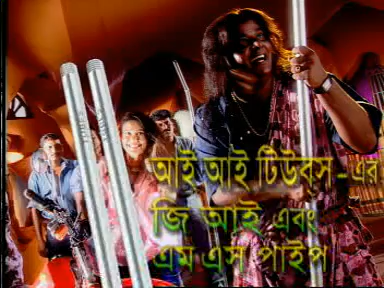 আই আই টিউবস-এর
জি আই এবং
এম এস পাইপ